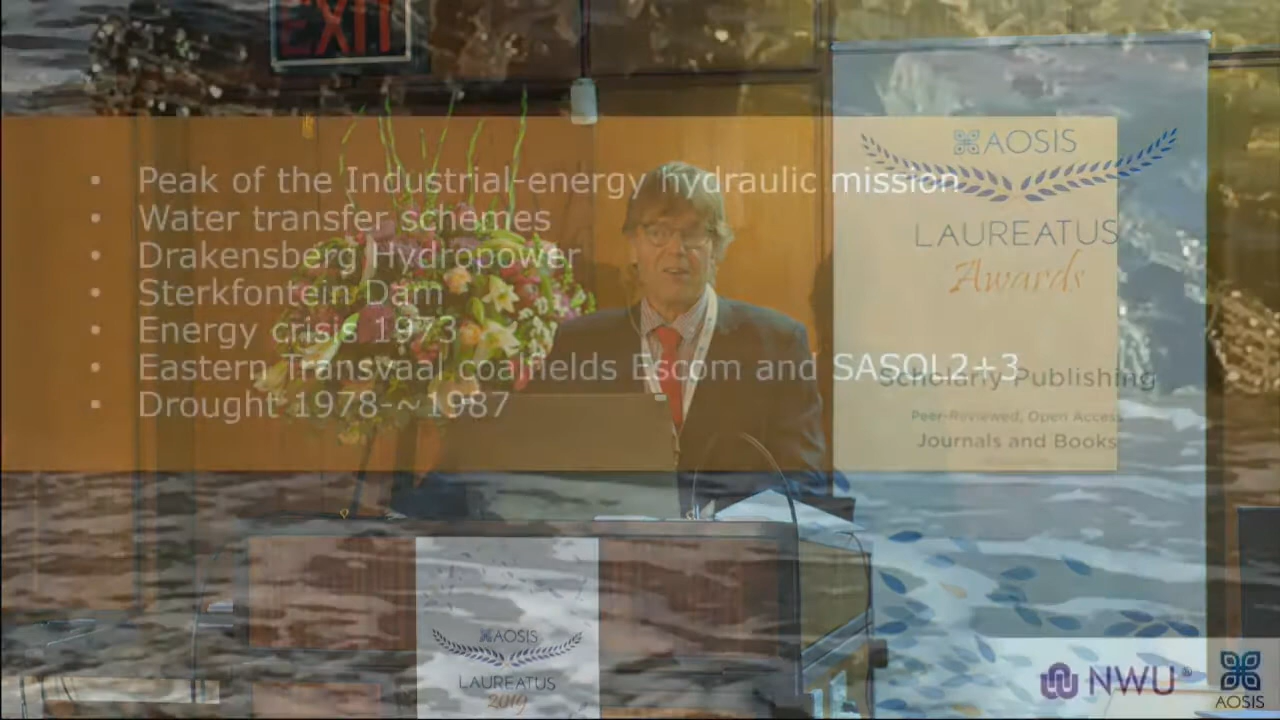 EXIT
AOSIS
LAUREATUS
Awards
Scholarly Publishing
Peer-Reviewed, Open Access
Journals and Books
• Peak of the Industrial-energy hydraulic mission
• Water transfer schemes
• Drakensberg Hydropower
• Sterkfontein Dam
• Energy crisis 1973
• Eastern Transvaal coalfields Escom and SASOL2+3
• Drought 1978-~1987
AOSIS
LAUREATUS
2019
NWU
AOSIS